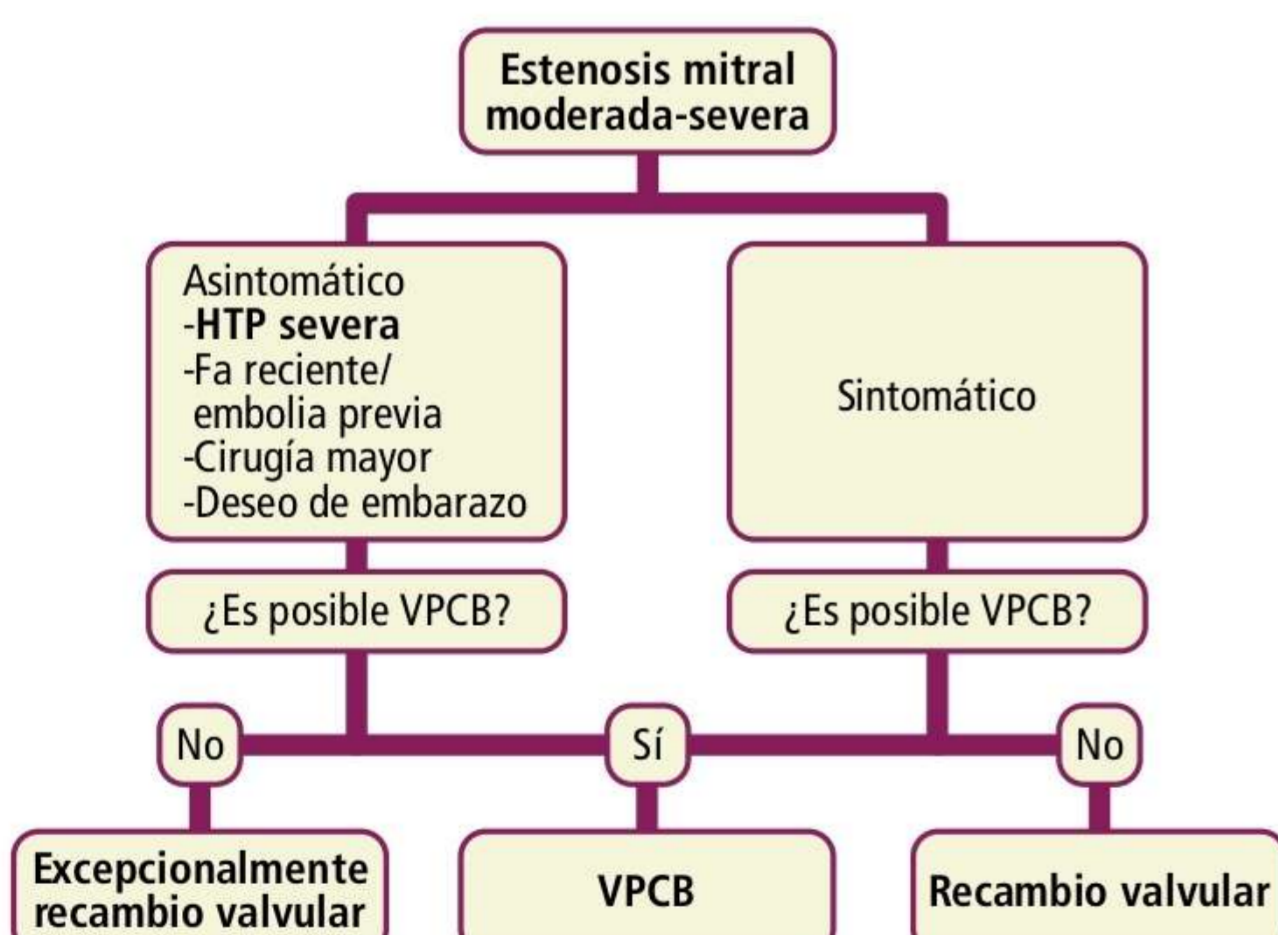 Estenosis mitral
moderada-severa
Asintomático
-HTP severa
-Fa reciente/
embolia previa
-Cirugía mayor
-Deseo de embarazo
Sintomático
¿Es posible VPCB?
¿Es posible VPCB?
No
Sí
No
Excepcionalmente
recambio valvular
VPCB
Recambio valvular